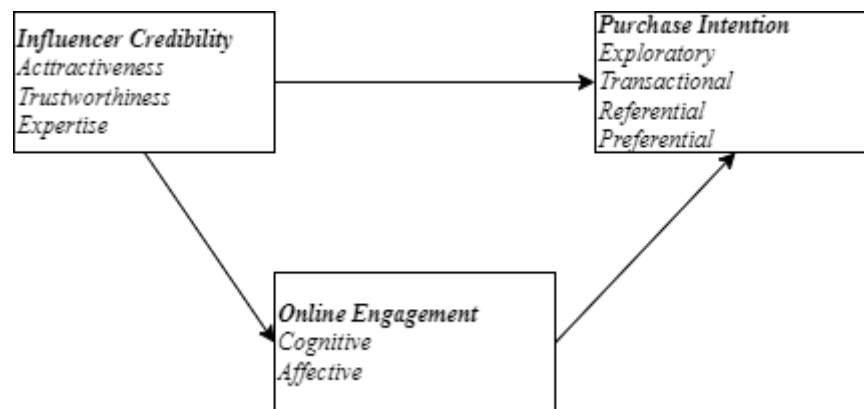 Influencer Credibility
Acttractiveness
Trustworthiness
Expertise
Purchase Intention
Exploratory
Transactional
Referential
Preferential
Online Engagement
Cognitive
Affective